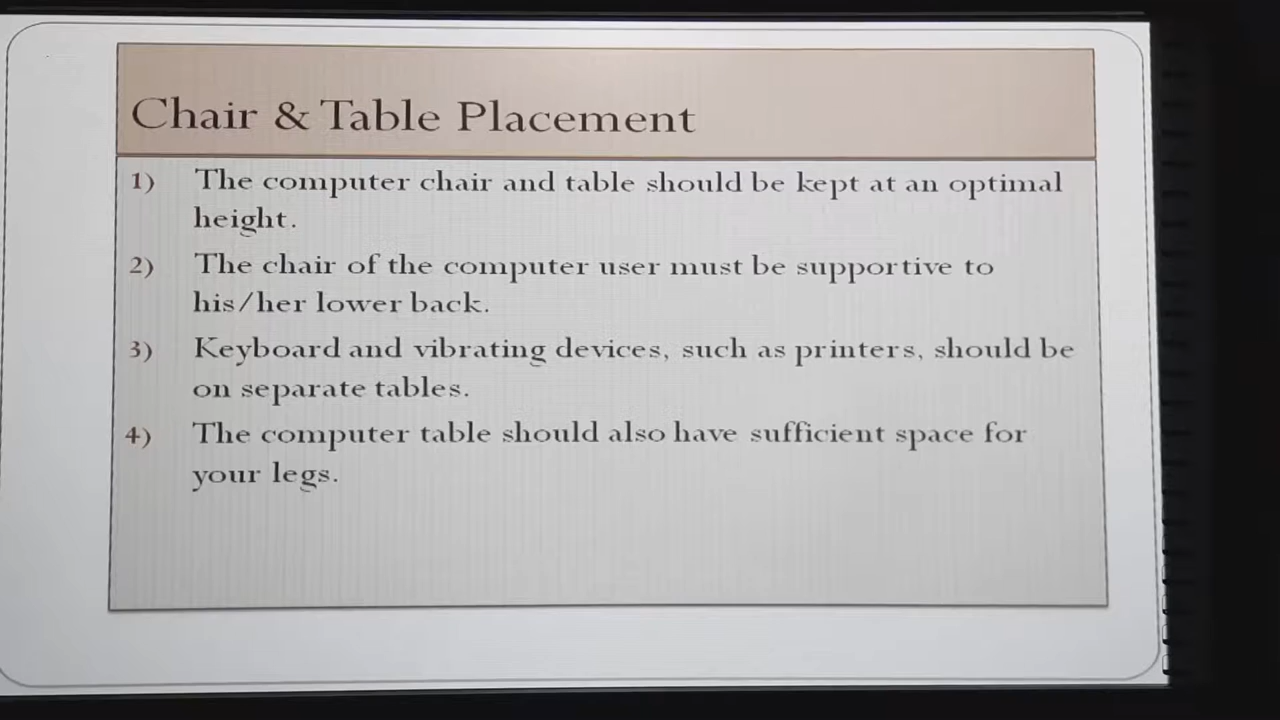 Chair & Table Placement
1) The computer chair and table should be kept at an optimal
height.
2) The chair of the computer user must be supportive to
his/her lower back.
3) Keyboard and vibrating devices, such as printers, should be
on separate tables.
4) The computer table should also have sufficient space for
your legs.